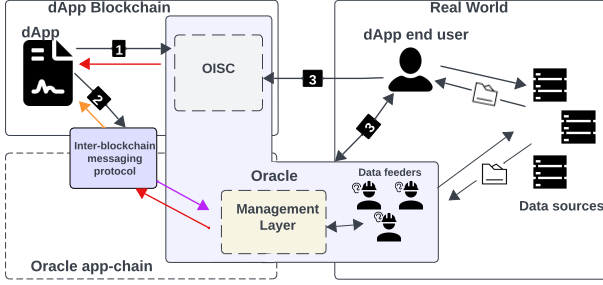 dApp Blockchain
Real World
dApp
dApp end user
1
OISC
3
2
3
Inter-blockchain
messaging
protocol
Oracle
Data feeders
Management
Layer
Data sources
Oracle app-chain